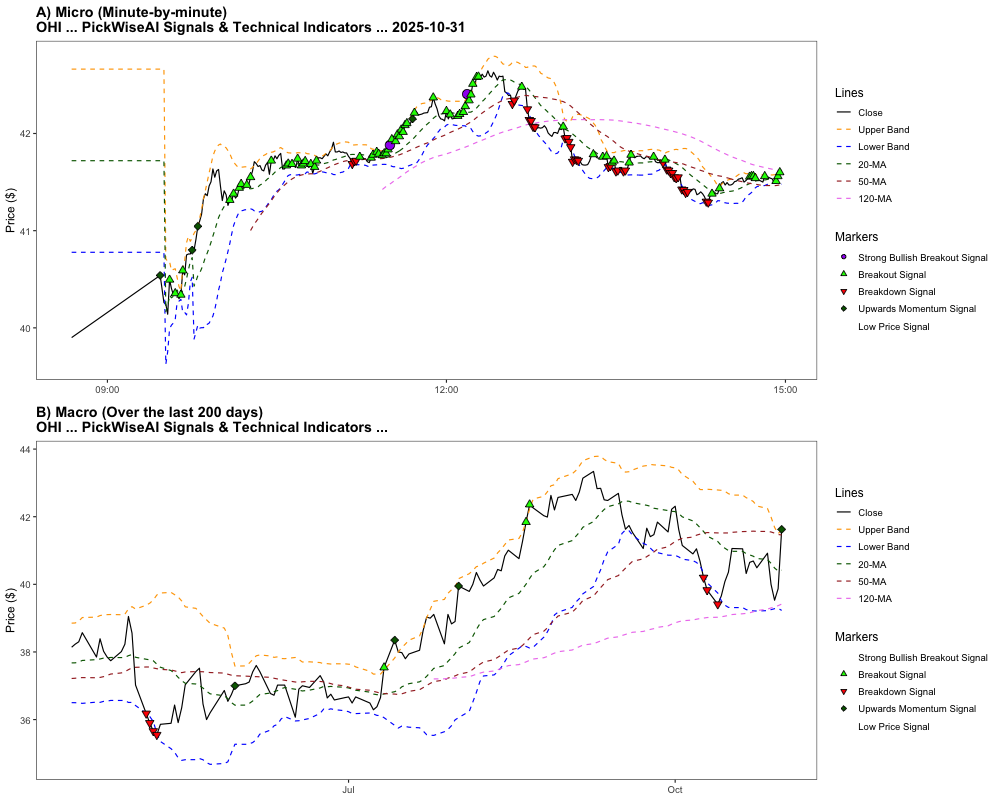 A) Micro (Minute-by-minute)
OHI ... PickWiseAI Signals & Technical Indicators ... 2025-10-31
Price ($)
42
41
40
09:00
12:00
15:00
Lines
Close
Upper Band
Lower Band
20-MA
50-MA
120-MA
Markers
Strong Bullish Breakout Signal
Breakout Signal
Breakdown Signal
Upwards Momentum Signal
Low Price Signal
B) Macro (Over the last 200 days)
OHI ... PickWiseAI Signals & Technical Indicators ...
Price ($)
44
42
40
38
36
Jul
Oct
Lines
Close
Upper Band
Lower Band
20-MA
50-MA
120-MA
Markers
Strong Bullish Breakout Signal
Breakout Signal
Breakdown Signal
Upwards Momentum Signal
Low Price Signal